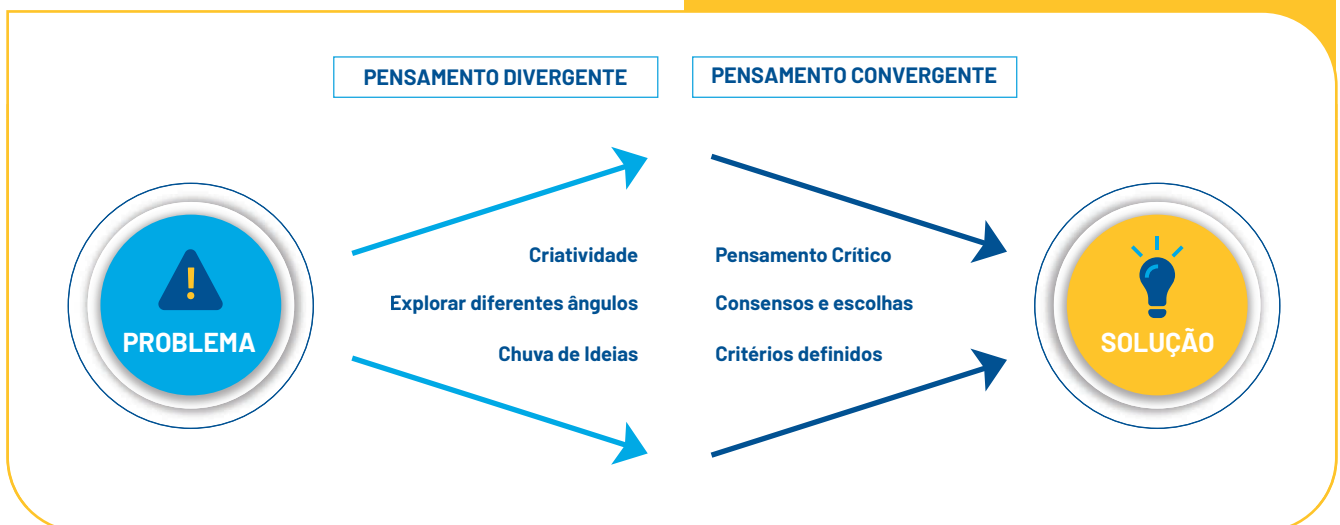 PENSAMENTO DIVERGENTE
PENSAMENTO CONVERGENTE
PROBLEMA
Criatividade
Explorar diferentes ângulos
Chuva de Ideias
Pensamento Crítico
Consensos e escolhas
Critérios definidos
SOLUÇÃO